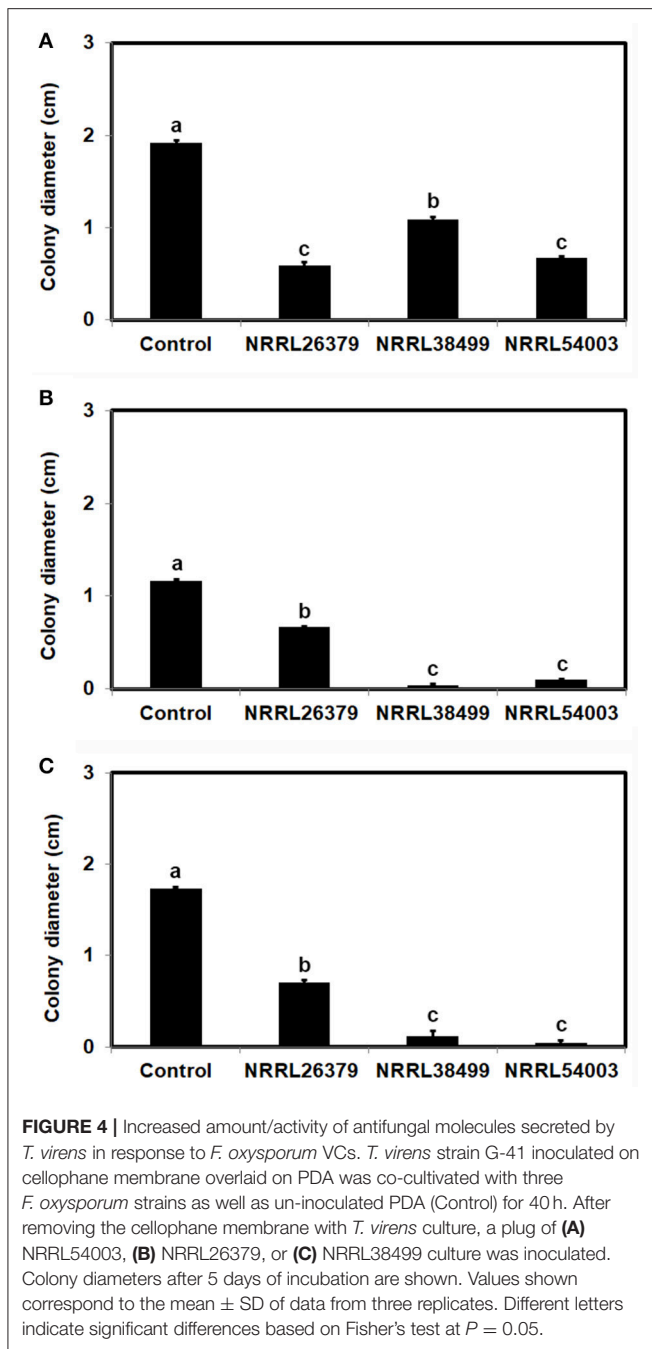 A
3
a
2
b
1
c
c
0
Colony diameter (cm)
Control NRRL26379 NRRL38499 NRRL54003
B
3
2
a
1
b
c
c
0
Colony diameter (cm)
Control NRRL26379 NRRL38499 NRRL54003
C
3
2
a
1
b
c
c
0
Colony diameter (cm)
Control NRRL26379 NRRL38499 NRRL54003
FIGURE 4 | Increased amount/activity of antifungal molecules secreted by
T. virens in response to F. oxysporum VCs. T. virens strain G-41 inoculated on
cellophane membrane overlaid on PDA was co-cultivated with three
F. oxysporum strains as well as un-inoculated PDA (Control) for 40 h. After
removing the cellophane membrane with T. virens culture, a plug of (A)
NRRL54003, (B) NRRL26379, or (C) NRRL38499 culture was inoculated.
Colony diameters after 5 days of incubation are shown. Values shown
correspond to the mean ± SD of data from three replicates. Different letters
indicate significant differences based on Fisher's test at P = 0.05.